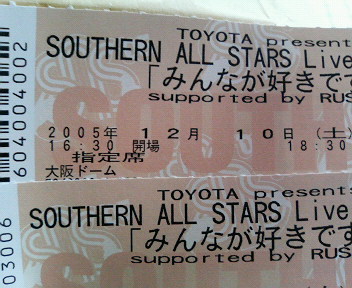 TOYOTA present
SOUTHERN ALL STARS Live
「みんなが好きです
supported by RUS
2005年 12月 10日 (土)
16:30 開場 18:30
指定席
大阪ドーム
604004002
TOYOTA present
SOUTHERN ALL STARS Live
「みんなが好きです
supported by RUS
03006